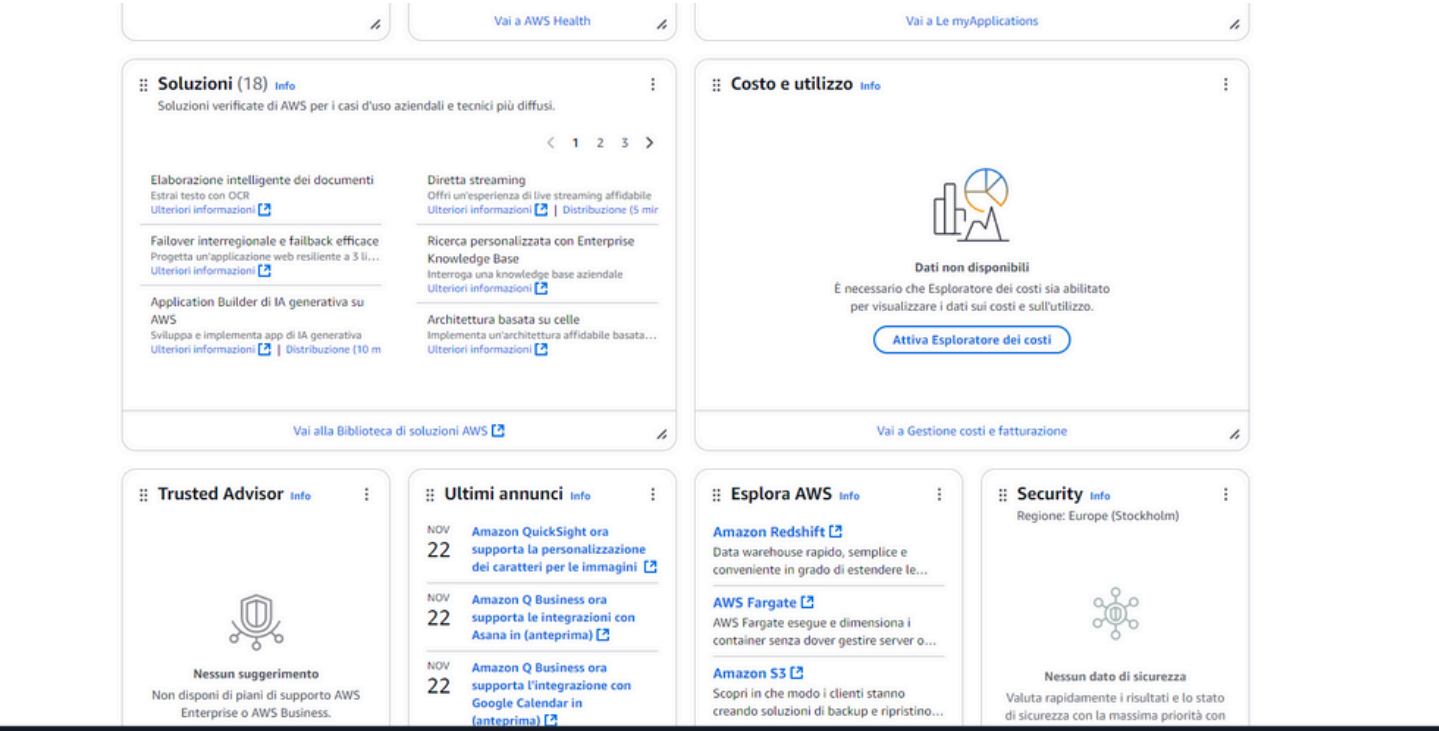 Vai a AWS Health
Vai a Le myApplications
Soluzioni (18) Info
Soluzioni verificate di AWS per i casi d'uso aziendali e tecnici più diffusi.
1 2 3
Elaborazione intelligente dei documenti
Estrai testo con OCR
Ulteriori informazioni
Failover interregionale e failback efficace
Progetta un'applicazione web resiliente a 3 li...
Ulteriori informazioni
Application Builder di IA generativa su
AWS
Sviluppa e implementa app di IA generativa
Ulteriori informazioni | Distribuzione (10 m
Diretta streaming
Offri un'esperienza di live streaming affidabile
Ulteriori informazioni | Distribuzione (5 mir
Ricerca personalizzata con Enterprise
Knowledge Base
Interroga una knowledge base aziendale
Ulteriori informazioni
Architettura basata su celle
Implementa un'architettura affidabile basata...
Ulteriori informazioni
Vai alla Biblioteca di soluzioni AWS
Costo e utilizzo Info
Dati non disponibili
È necessario che Esploratore dei costi sia abilitato
per visualizzare i dati sui costi e sull'utilizzo.
Attiva Esploratore dei costi
Vai a Gestione costi e fatturazione
Trusted Advisor Info
Nessun suggerimento
Non disponi di piani di supporto AWS
Enterprise o AWS Business.
Ultimi annunci Info
NOV
22
Amazon QuickSight ora
supporta la personalizzazione
dei caratteri per le immagini
NOV
22
Amazon Q Business ora
supporta le integrazioni con
Asana in (anteprima)
NOV
22
Amazon Q Business ora
supporta l'integrazione con
Google Calendar in
(anteprima)
Esplora AWS Info
Amazon Redshift
Data warehouse rapido, semplice e
conveniente in grado di estendere le...
AWS Fargate
AWS Fargate esegue e dimensiona i
container senza dover gestire server o...
Amazon S3
Scopri in che modo i clienti stanno
creando soluzioni di backup e ripristino...
Security Info
Regione: Europe (Stockholm)
Nessun dato di sicurezza
Valuta rapidamente i risultati e lo stato
di sicurezza con la massima priorità con